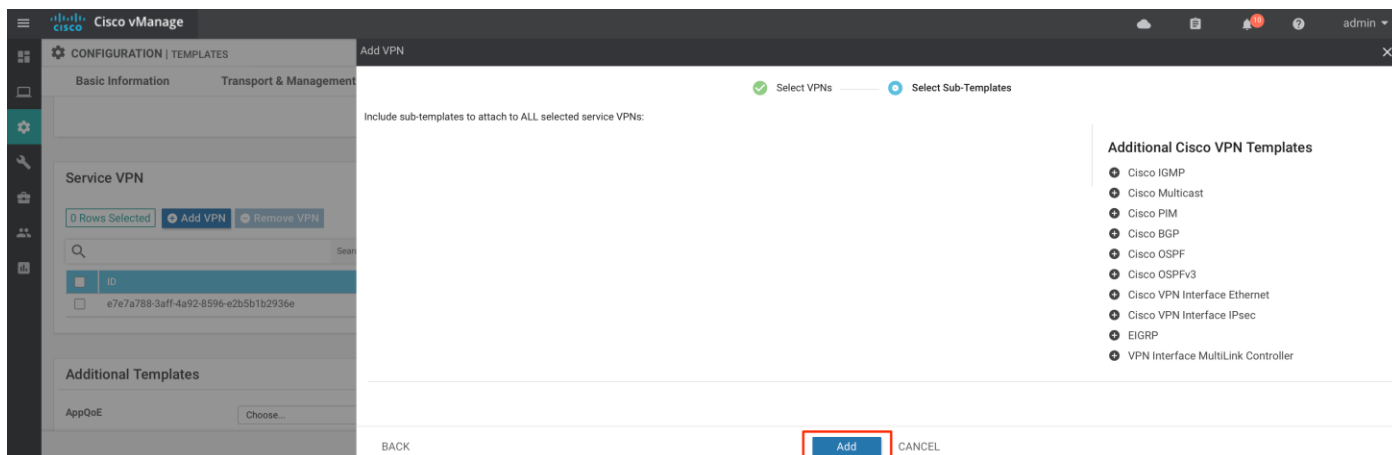 cisco Cisco vManage
10
admin
CONFIGURATION | TEMPLATES
Basic Information Transport & Management
Service VPN
0 Rows Selected Add VPN Remove VPN
Sear
ID
e7e7a788-3aff-4a92-8596-e2b5b1b2936e
Additional Templates
AppQoE Choose...
Add VPN
Select VPNs Select Sub-Templates
Include sub-templates to attach to ALL selected service VPNs:
Additional Cisco VPN Templates
Cisco IGMP
Cisco Multicast
Cisco PIM
Cisco BGP
Cisco OSPF
Cisco OSPFv3
Cisco VPN Interface Ethernet
Cisco VPN Interface IPsec
EIGRP
VPN Interface MultiLink Controller
BACK Add CANCEL